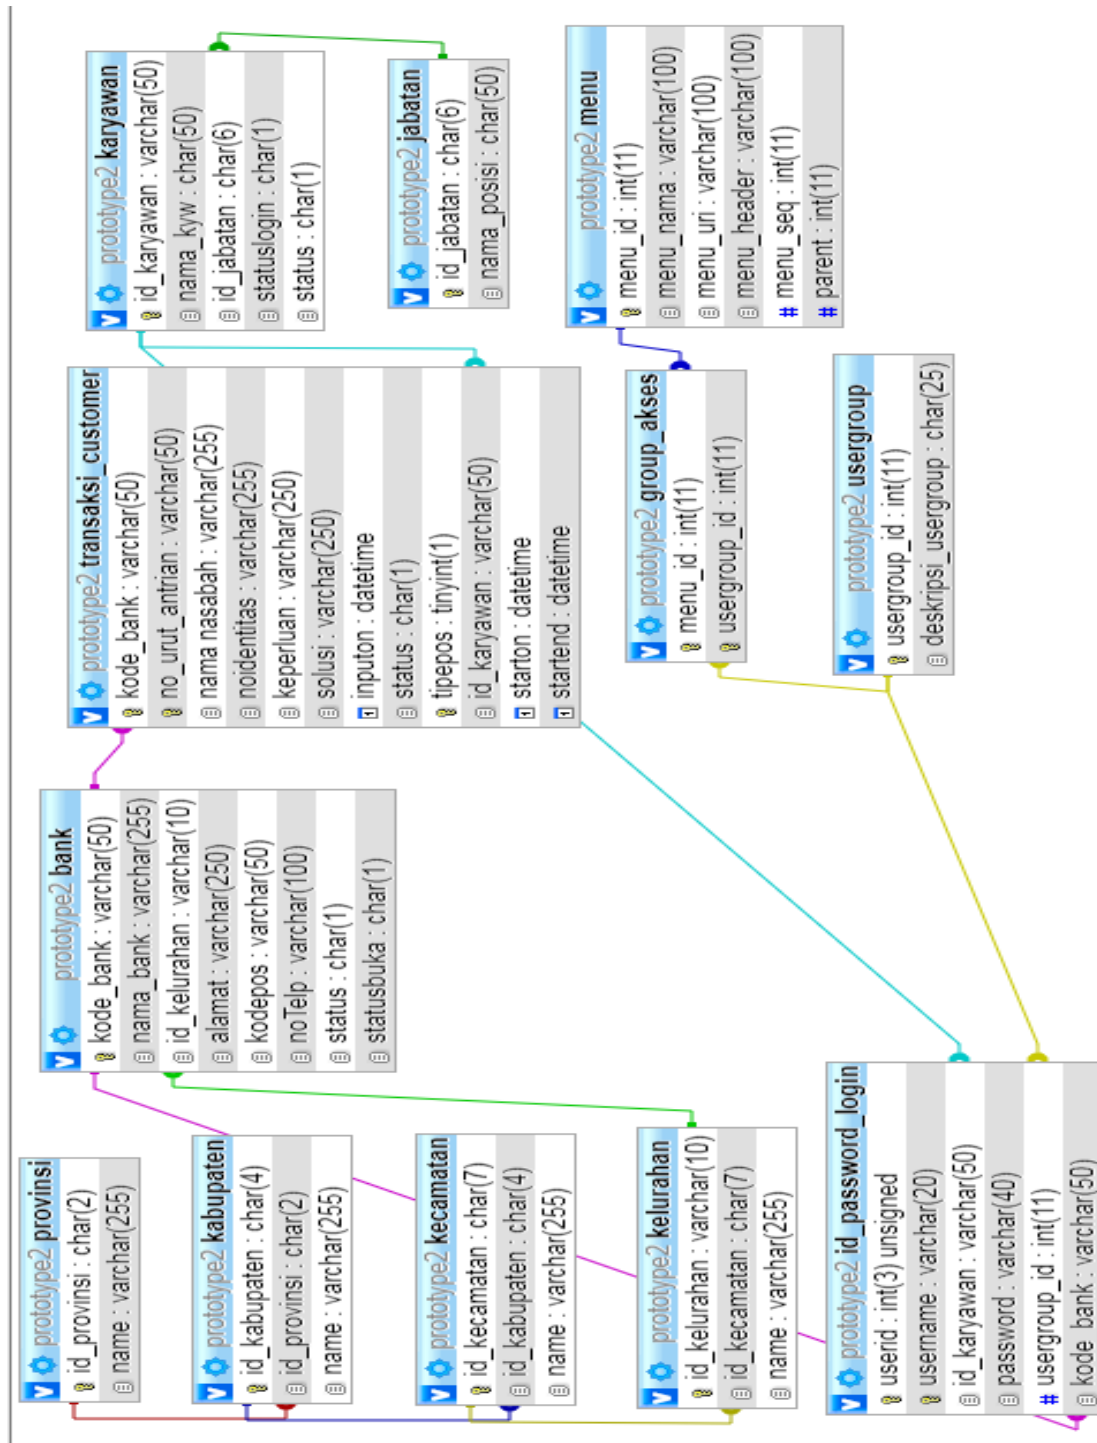 v prototype2 provinsi
id_provinsi : char(2)
name : varchar(255)
v prototype2 kabupaten
id_kabupaten : char(4)
id_provinsi : char(2)
name : varchar(255)
v prototype2 kecamatan
id_kecamatan : char(7)
id_kabupaten : char(4)
name : varchar(255)
v prototype2 kelurahan
id_kelurahan : varchar(10)
id_kecamatan : char(7)
name : varchar(255)
v prototype2 id_password_login
userid : int(3) unsigned
username : varchar(20)
id_karyawan : varchar(50)
password : varchar(40)
# usergroup_id : int(11)
kode bank : varchar(50)
v prototype2 bank
kode_bank : varchar(50)
nama_bank : varchar(255)
id_kelurahan : varchar(10)
alamat : varchar(250)
kodepos : varchar(50)
noTelp : varchar(100)
status : char(1)
statusbuka : char(1)
v prototype2 transaksi_customer
kode_bank : varchar(50)
no_urut_antrian : varchar(50)
nama nasabah : varchar(255)
noidentitas : varchar(255)
keperluan : varchar(250)
solusi : varchar(250)
inputon : datetime
status : char(1)
tipepos : tinyint(1)
id_karyawan : varchar(50)
starton : datetime
startend : datetime
v prototype2 group_akses
menu_id : int(11)
usergroup_id : int(11)
v prototype2 usergroup
usergroup_id : int(11)
deskripsi_usergroup : char(25)
v prototype2 karyawan
id_karyawan : varchar(50)
nama_kyw : char(50)
id_jabatan : char(6)
statuslogin : char(1)
status : char(1)
v prototype2 jabatan
id_jabatan : char(6)
nama_posisi : char(50)
v prototype2 menu
menu_id : int(11)
menu_nama : varchar(100)
menu_uri : varchar(100)
menu_header : varchar(100)
# menu_seq : int(11)
# parent : int(11)